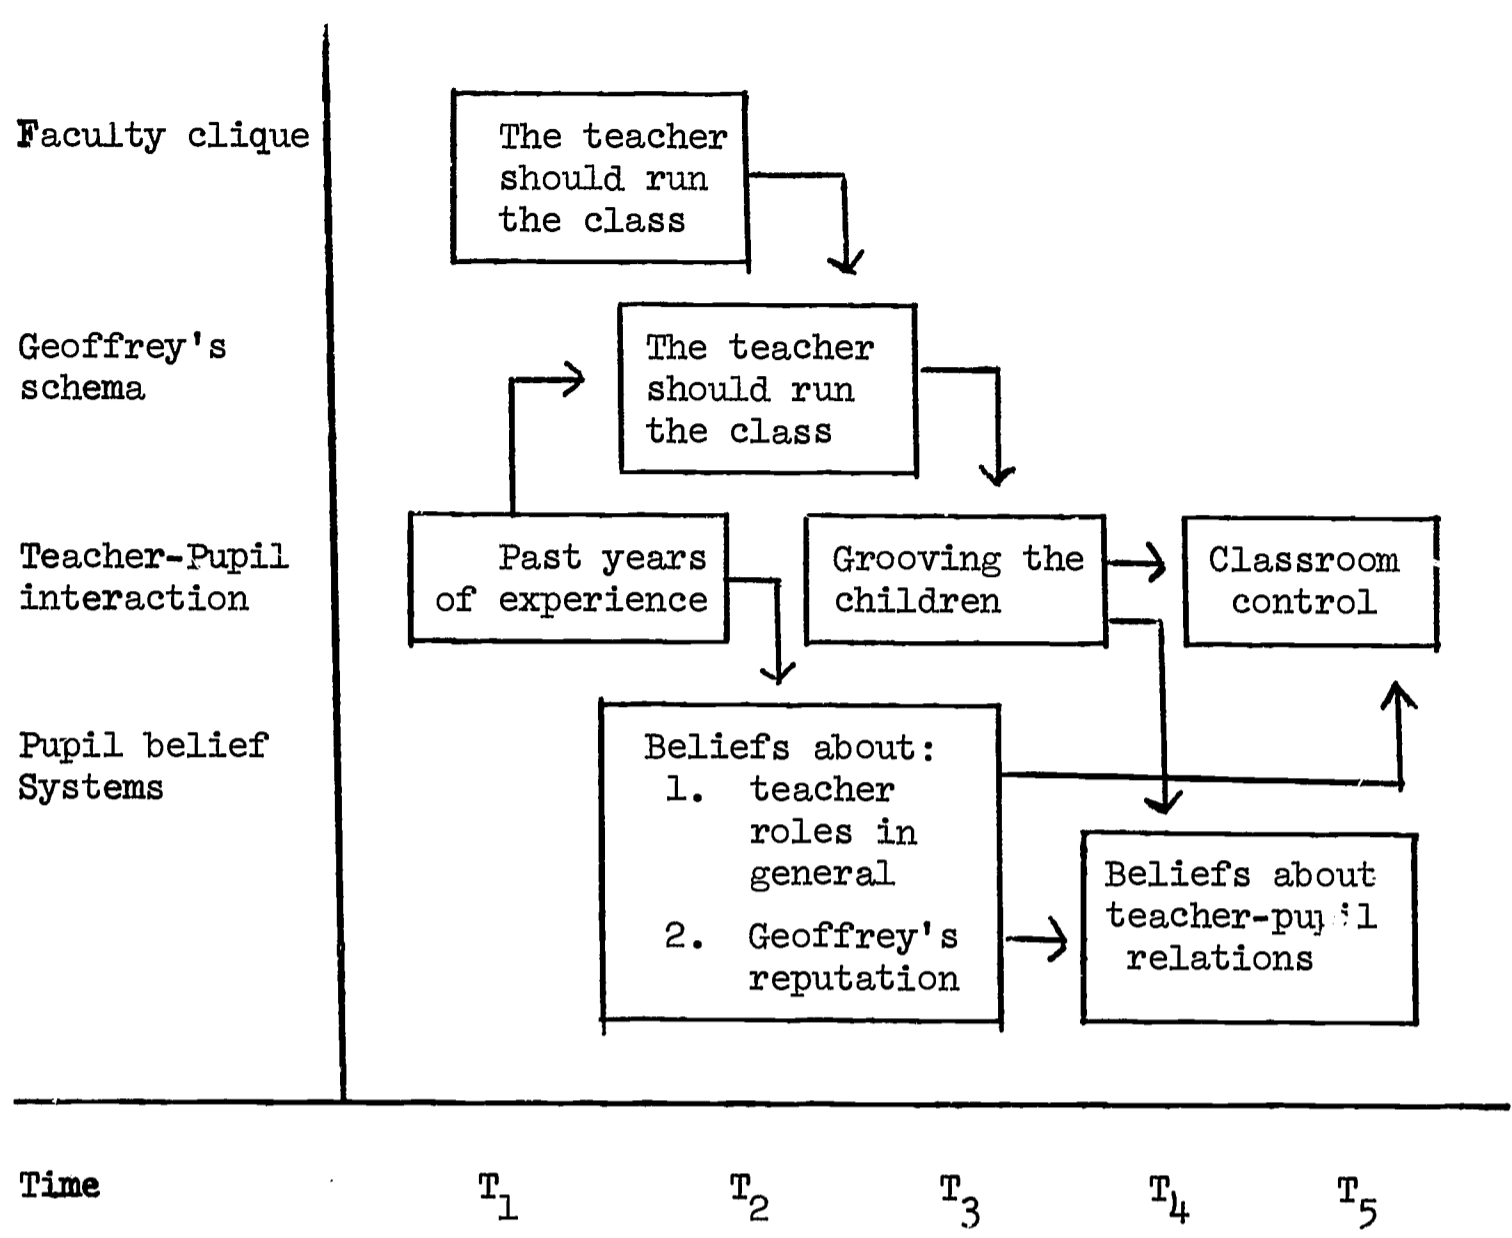 Faculty clique
The teacher
should run
the class
Geoffrey's
schema
The teacher
should run
the class
Teacher-Pupil
interaction
Past years
of experience
Grooving the
children
Classroom
control
Pupil belief
Systems
Beliefs about:
1. teacher
roles in
general
2. Geoffrey's
reputation
Beliefs about
teacher-pupil
relations
Time T1 T2 T3 T4 T5